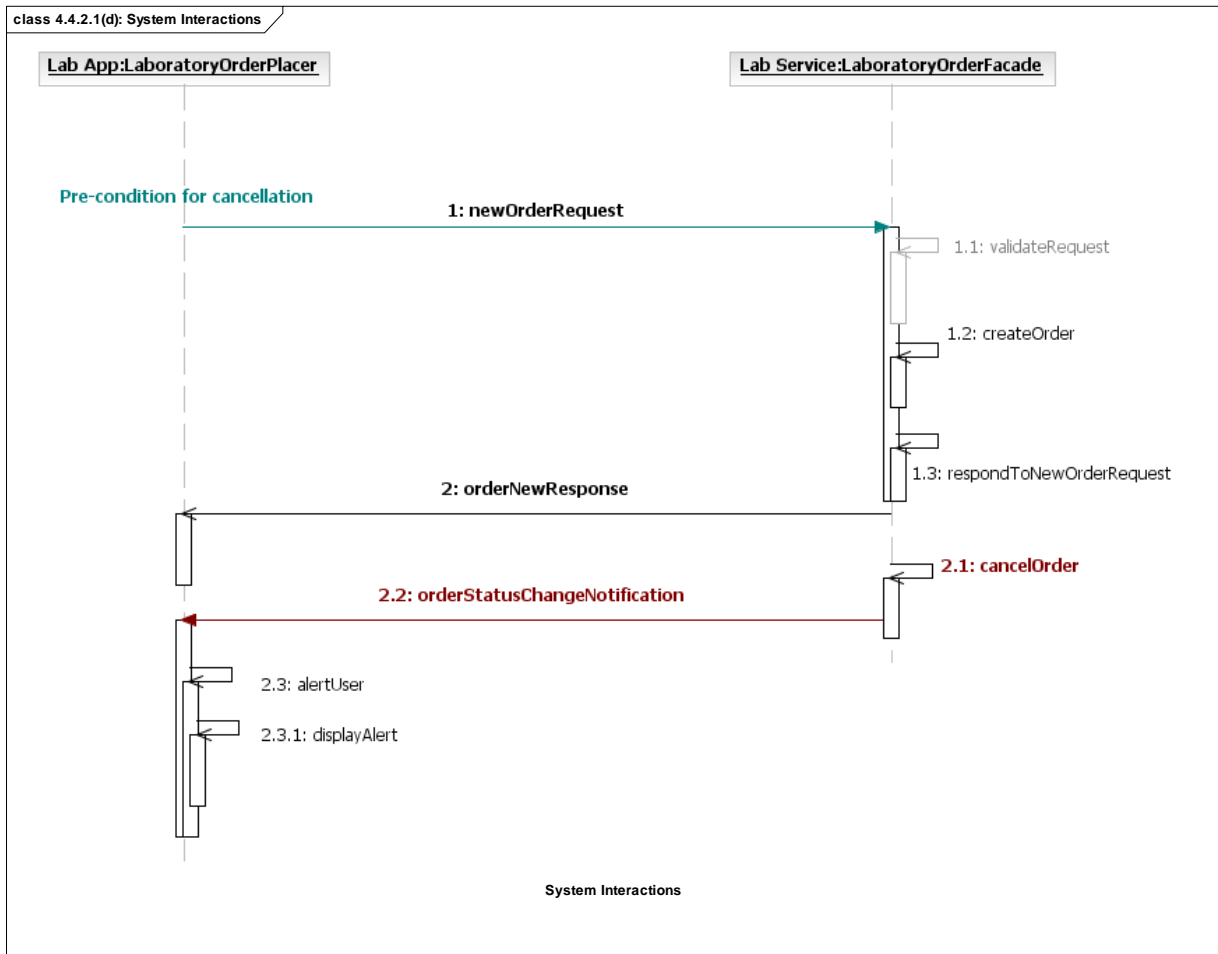 class 4.4.2.1(d): System Interactions
Lab App:LaboratoryOrderPlacer
Lab Service:LaboratoryOrderFacade
Pre-condition for cancellation
1: newOrderRequest
1.1: validateRequest
1.2: createOrder
1.3: respondToNewOrderRequest
2: orderNewResponse
2.1: cancelOrder
2.2: orderStatusChangeNotification
2.3: alertUser
2.3.1: displayAlert
System Interactions